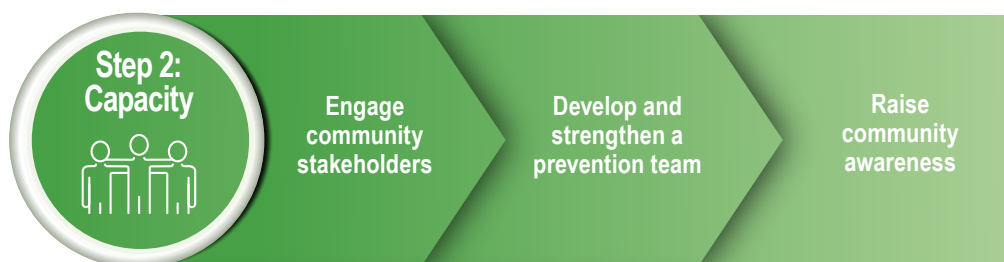 Step 2:
Capacity
Engage
community
stakeholders
Develop and
strengthen a
prevention team
Raise
community
awareness